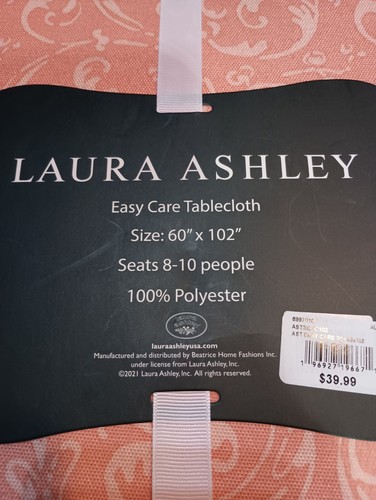 LAURA ASHLEY
Easy Care Tablecloth
Size: 60” x 102”
Seats 8-10 people
100% Polyester
lauraashleyusa.com
Manufactured and distributed by Beatrice Home Fashions Inc.
under license from Laura Ashley, Inc.
©2021 Laura Ashley, Inc. All rights reserved.
$39.99